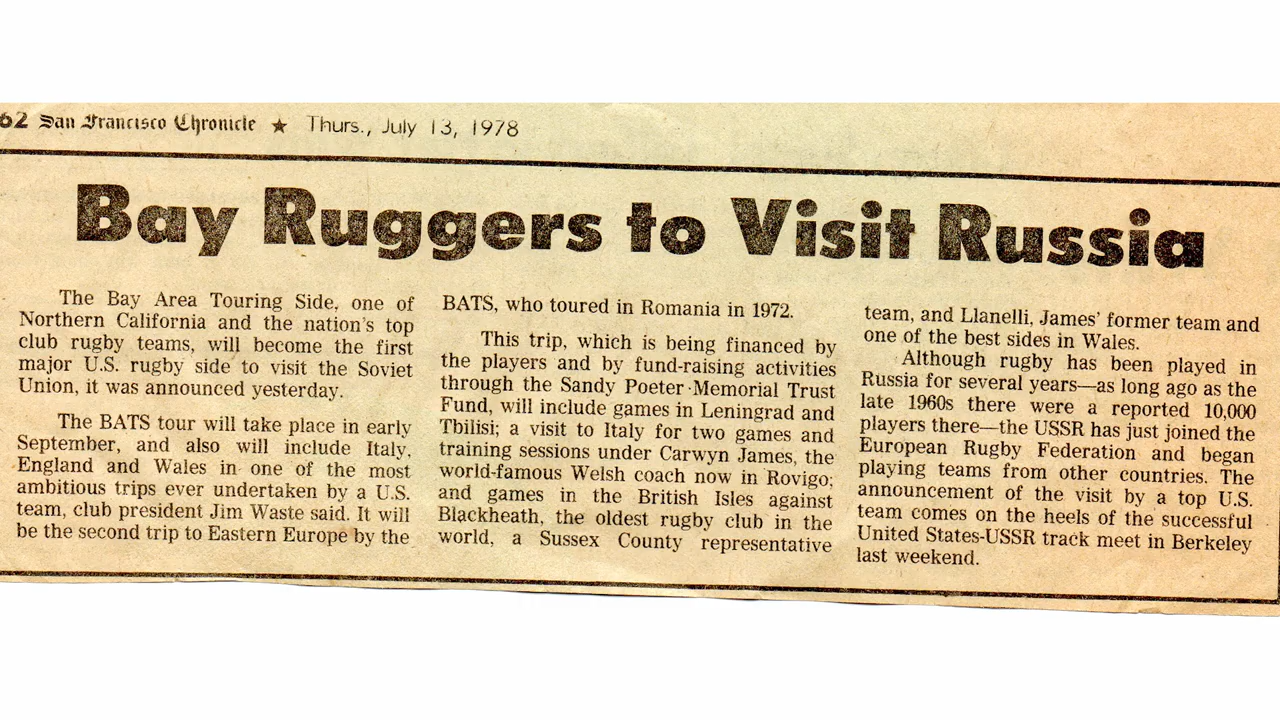 62 San Francisco Chronicle ★ Thurs., July 13, 1978
Bay Ruggers to Visit Russia
The Bay Area Touring Side, one of
Northern California and the nation's top
club rugby teams, will become the first
major U.S. rugby side to visit the Soviet
Union, it was announced yesterday.
The BATS tour will take place in early
September, and also will include Italy,
England and Wales in one of the most
ambitious trips ever undertaken by a U.S.
team, club president Jim Waste said. It will
be the second trip to Eastern Europe by the
BATS, who toured in Romania in 1972.
This trip, which is being financed by
the players and by fund-raising activities
through the Sandy Poeter Memorial Trust
Fund, will include games in Leningrad and
Tbilisi; a visit to Italy for two games and
training sessions under Carwyn James, the
world-famous Welsh coach now in Rovigo;
and games in the British Isles against
Blackheath, the oldest rugby club in the
world, a Sussex County representative
team, and Llanelli, James' former team and
one of the best sides in Wales.
Although rugby has been played in
Russia for several years—as long ago as the
late 1960s there were a reported 10,000
players there—the USSR has just joined the
European Rugby Federation and began
playing teams from other countries. The
announcement of the visit by a top U.S.
team comes on the heels of the successful
United States-USSR track meet in Berkeley
last weekend.